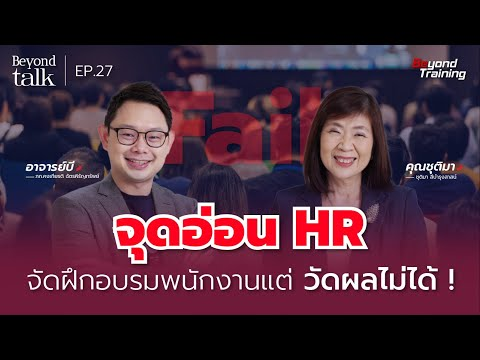 Beyond
talk
EP.27
Beyond
Training
Fail
อาจารย์บี
คุณชุติมา
จุดอ่อน HR
จัดฝึกอบรมพนักงานแต่ วัดผลไม่ได้ !